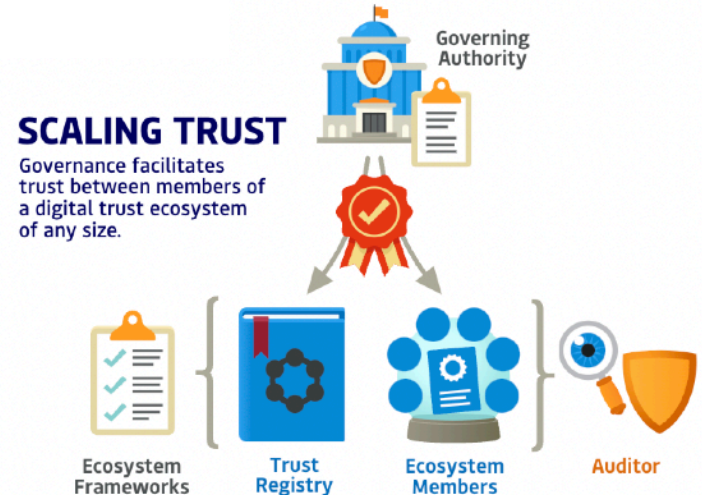 Governing
Authority
SCALING TRUST
Governance facilitates
trust between members of
a digital trust ecosystem
of any size.
Ecosystem
Frameworks
Trust
Registry
Ecosystem
Members
Auditor